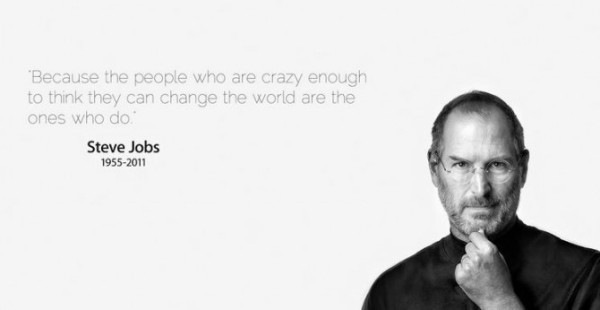 "Because the people who are crazy enough
to think they can change the world are the
ones who do."
Steve Jobs
1955-2011